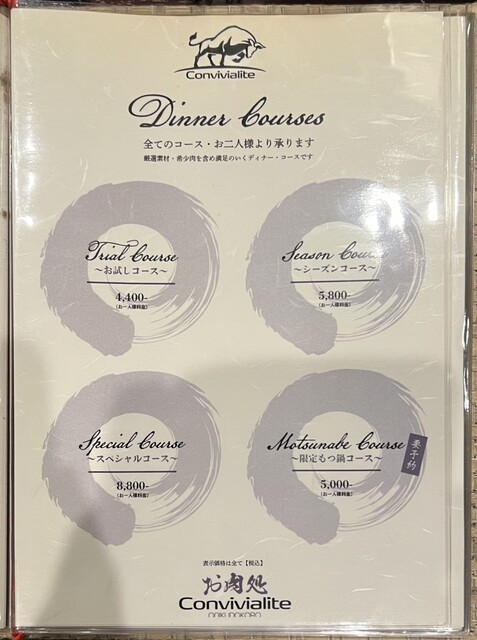 Convivialite
Dinner Courses
全てのコース・お二人様より承ります
厳選素材・希少肉を含め満足のいくディナー・コースです
Trial Course
～お試しコース～
4,400-
（お一人様料金）
Season Course
～シーズンコース～
5,800-
（お一人様料金）
Special Course
～スペシャルコース～
8,800-
（お一人様料金）
Motsunabe Course
要予約
～限定もつ鍋コース～
5,000-
（お一人様料金）
表示価格は全て【税込】
お肉処
Convivialite
ONIKUDOKORO